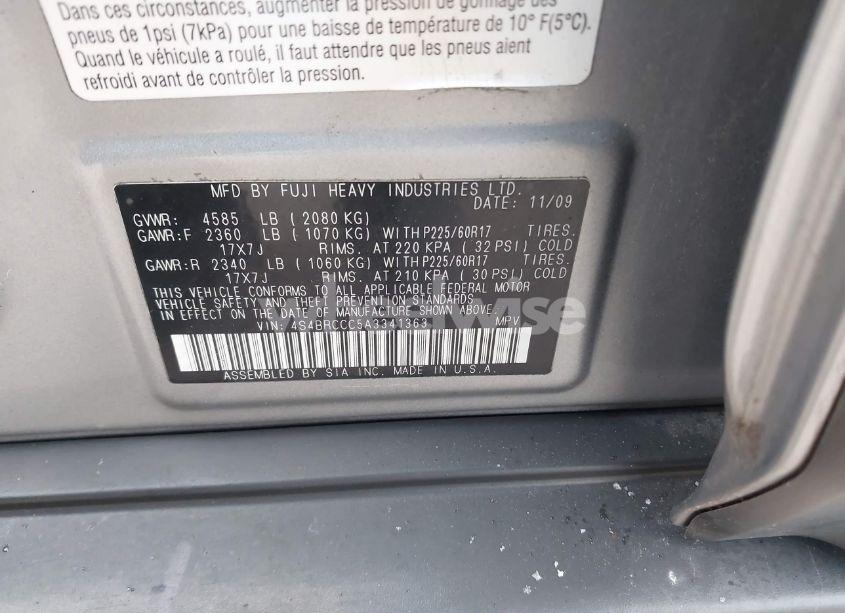 Dans ces circonstances, augmenter la pression de gonflage des
pneus de 1psi (7kPa) pour une baisse de température de 10° F(5°C).
Quand le véhicule a roulé, il faut attendre que les pneus aient
refroidi avant de contrôler la pression.
MFD BY FUJI HEAVY INDUSTRIES LTD.
DATE: 11/09
GVWR: 4585 LB ( 2080 KG)
GAWR:F 2360 LB ( 1070 KG) WITH P225/60R17 TIRES.
17X7J RIMS. AT 220 KPA ( 32 PSI) COLD
GAWR:R 2340 LB ( 1060 KG) WITH P225/60R17 TIRES.
17X7J RIMS. AT 210 KPA ( 30 PSI) COLD
THIS VEHICLE CONFORMS TO ALL APPLICABLE FEDERAL MOTOR
VEHICLE SAFETY AND THEFT PREVENTION STANDARDS
IN EFFECT ON THE DATE OF MANUFACTURE SHOWN ABOVE.
VIN: 4S4BRCCC5A3341363 MPV
ASSEMBLED BY SIA INC. MADE IN U.S.A.